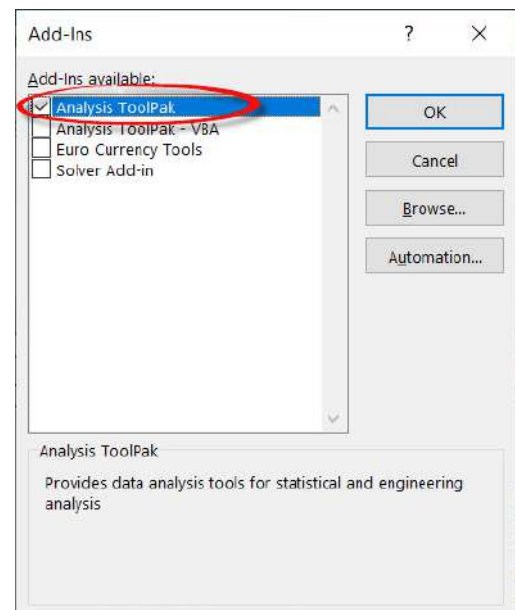 Add-Ins ? ×
Add-Ins available:
Analysis ToolPak
Analysis ToolPak - VBA
Euro Currency Tools
Solver Add-in
OK
Cancel
Browse...
Automation...
Analysis ToolPak
Provides data analysis tools for statistical and engineering
analysis